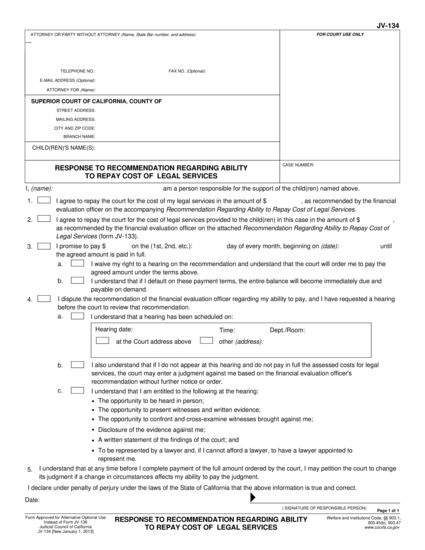 JV-134
ATTORNEY OR PARTY WITHOUT ATTORNEY (Name, State Bar number, and address):
FOR COURT USE ONLY
TELEPHONE NO.: FAX NO. (Optional):
E-MAIL ADDRESS (Optional):
ATTORNEY FOR (Name):
SUPERIOR COURT OF CALIFORNIA, COUNTY OF
STREET ADDRESS:
MAILING ADDRESS:
CITY AND ZIP CODE:
BRANCH NAME:
CHILD(REN)'S NAME(S):
RESPONSE TO RECOMMENDATION REGARDING ABILITY
TO REPAY COST OF LEGAL SERVICES
CASE NUMBER:
I, (name): am a person responsible for the support of the child(ren) named above.
1. I agree to repay the court for the cost of my legal services in the amount of $ , as recommended by the financial
evaluation officer on the accompanying Recommendation Regarding Ability to Repay Cost of Legal Services.
2. I agree to repay the court for the cost of legal services provided to the child(ren) in this case in the amount of $ ,
as recommended by the financial evaluation officer on the attached Recommendation Regarding Ability to Repay Cost of
Legal Services (form JV-133).
3. I promise to pay $ on the (1st, 2nd, etc.): day of every month, beginning on (date): until
the agreed amount is paid in full.
a. I waive my right to a hearing on the recommendation and understand that the court will order me to pay the
agreed amount under the terms above.
b. I understand that if I default on these payment terms, the entire balance will become immediately due and
payable on demand.
4. I dispute the recommendation of the financial evaluation officer regarding my ability to pay, and I have requested a hearing
before the court to review that recommendation.
a. I understand that a hearing has been scheduled on:
Hearing date: Time: Dept./Room:
at the Court address above other (address):
b. I also understand that if I do not appear at this hearing and do not pay in full the assessed costs for legal
services, the court may enter a judgment against me based on the financial evaluation officer's
recommendation without further notice or order.
c. I understand that I am entitled to the following at the hearing:
• The opportunity to be heard in person;
• The opportunity to present witnesses and written evidence;
• The opportunity to confront and cross-examine witnesses brought against me;
• Disclosure of the evidence against me;
• A written statement of the findings of the court; and
• To be represented by a lawyer and, if I cannot afford a lawyer, to have a lawyer appointed to
represent me.
5. I understand that at any time before I complete payment of the full amount ordered by the court, I may petition the court to change
its judgment if a change in circumstances affects my ability to pay the judgment.
I declare under penalty of perjury under the laws of the State of California that the above information is true and correct.
Date:
( SIGNATURE OF RESPONSIBLE PERSON)
Page 1 of 1
Form Approved for Alternative Optional Use
Instead of Form JV-136
Judicial Council of California
JV-134 [New January 1, 2013]
RESPONSE TO RECOMMENDATION REGARDING ABILITY
TO REPAY COST OF LEGAL SERVICES
Welfare and Institutions Code, §§ 903.1,
903.45(b), 903.47
www.courts.ca.gov